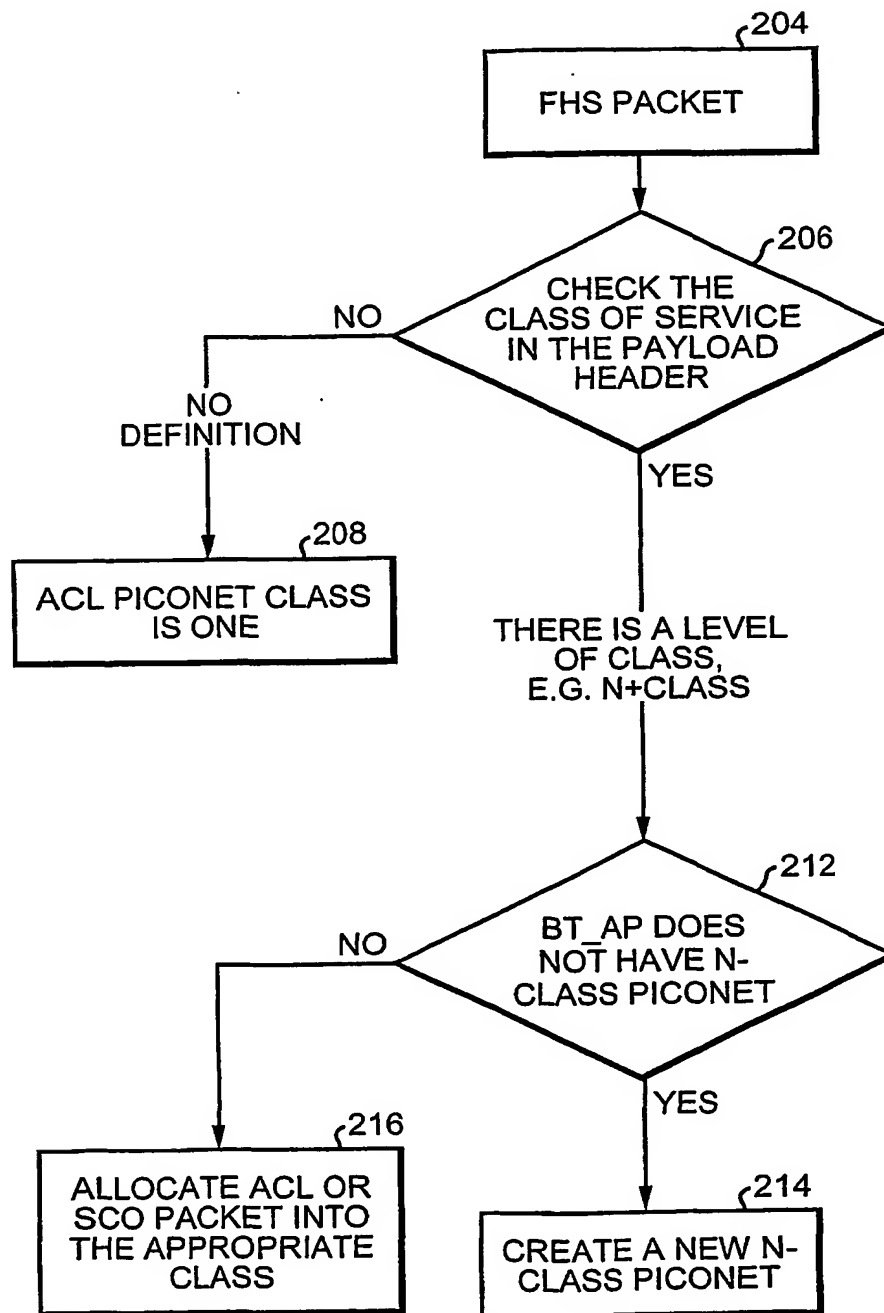 204
FHS PACKET
206
CHECK THE
CLASS OF SERVICE
IN THE PAYLOAD
HEADER
NO
NO
DEFINITION
YES
208
ACL PICONET CLASS
IS ONE
THERE IS A LEVEL
OF CLASS,
E.G. N+CLASS
212
BT_AP DOES
NOT HAVE N-
CLASS PICONET
NO
YES
216
ALLOCATE ACL OR
SCO PACKET INTO
THE APPROPRIATE
CLASS
214
CREATE A NEW N-
CLASS PICONET